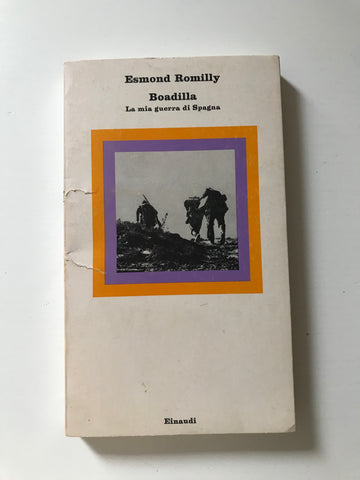 Esmond Romilly
Boadilla
La mia guerra di Spagna
Einaudi